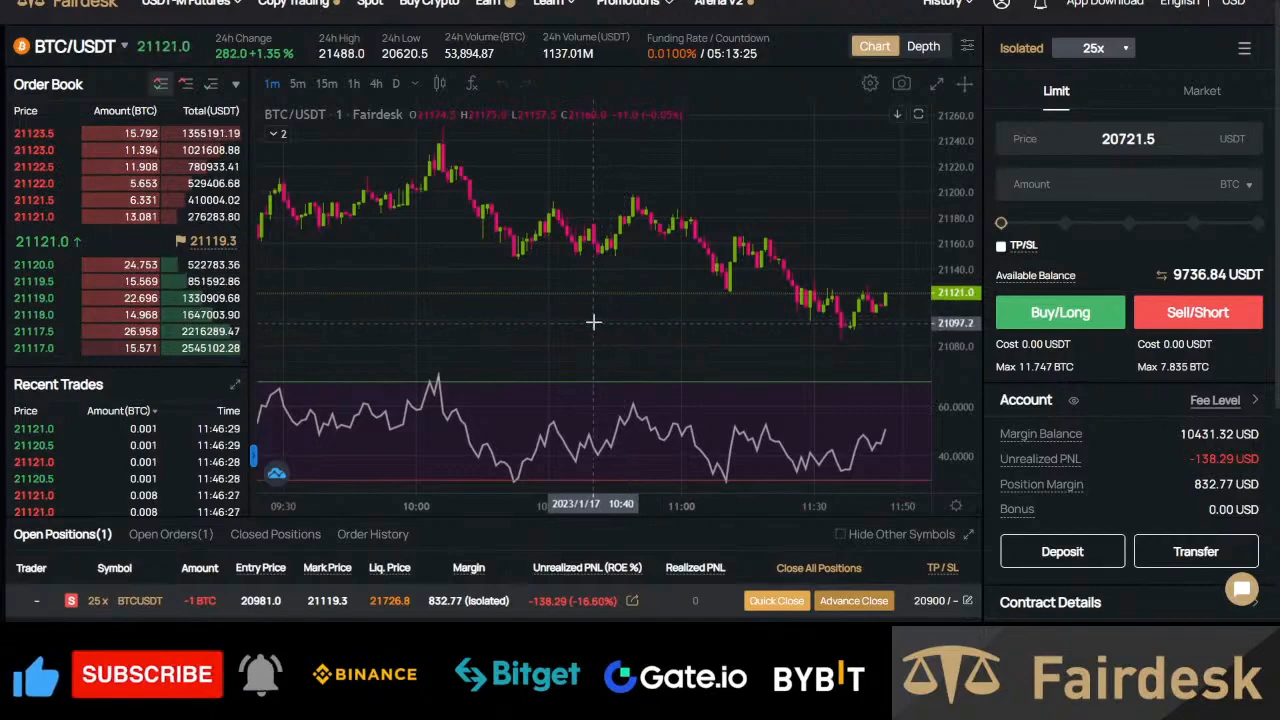 Fairdesk USDT-M Futures Copy Trading Spot Buy Crypto Earn Learn Promotions Arena V2 History App Download English USD
BTC/USDT 21121.0
24h Change 24h High 24h Low 24h Volume(BTC) 24h Volume(USDT) Funding Rate / Countdown
282.0 +1.35 % 21488.0 20620.5 53,894.87 1137.01M 0.0100% / 05:13:25
Chart Depth
Isolated 25x
Order Book
1m 5m 15m 1h 4h D
Limit Market
Price Amount(BTC) Total(USDT)
BTC/USDT · 1 · Fairdesk O21174.5 H21175.0 L21157.5 C21160.0 -11.0 (-0.05%)
2
21123.5 15.792 1355191.19
21123.0 11.394 1021608.88
21122.5 11.908 780933.41
21122.0 5.653 529406.68
21121.5 6.331 410004.02
21121.0 13.081 276283.80
21121.0 ↑ 21119.3
21120.0 24.753 522783.36
21119.5 15.569 851592.86
21119.0 22.696 1330909.68
21118.0 14.968 1647003.90
21117.5 26.958 2216289.47
21117.0 15.571 2545102.28
21260.0
21240.0
21220.0
21200.0
21180.0
21160.0
21140.0
21121.0
21097.2
21080.0
60.0000
40.0000
09:30 10:00 2023/1/17 10:40 11:00 11:30 11:50
Price 20721.5 USDT
Amount BTC
TP/SL
Available Balance 9736.84 USDT
Buy/Long Sell/Short
Cost 0.00 USDT Cost 0.00 USDT
Max 11.747 BTC Max 7.835 BTC
Account Fee Level
Margin Balance 10431.32 USD
Unrealized PNL -138.29 USD
Position Margin 832.77 USD
Bonus 0.00 USD
Deposit Transfer
Contract Details
Recent Trades
Price Amount(BTC) Time
21121.0 0.001 11:46:29
21120.5 0.001 11:46:29
21121.0 0.001 11:46:28
21120.5 0.001 11:46:28
21121.0 0.008 11:46:27
21121.0 0.008 11:46:27
Open Positions(1) Open Orders(1) Closed Positions Order History Hide Other Symbols
Trader Symbol Amount Entry Price Mark Price Liq. Price Margin Unrealized PNL (ROE %) Realized PNL Close All Positions TP / SL
– S 25x BTCUSDT -1 BTC 20981.0 21119.3 21726.8 832.77 (Isolated) -138.29 (-16.60%) 0 Quick Close Advance Close 20900 / –
SUBSCRIBE BINANCE Bitget Gate.io BYBIT Fairdesk